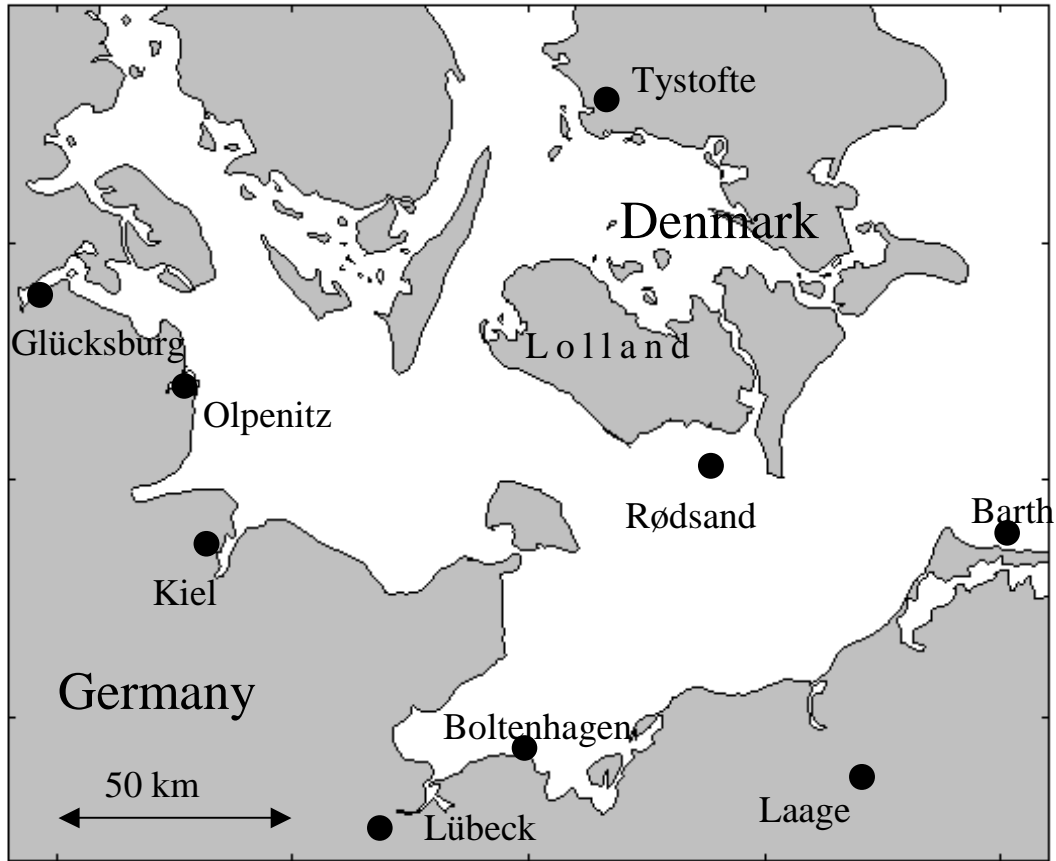 Tystofte
Denmark
Glücksburg
Lolland
Olpenitz
Rødsand
Barth
Kiel
Germany
Boltenhagen
50 km
Laage
Lübeck